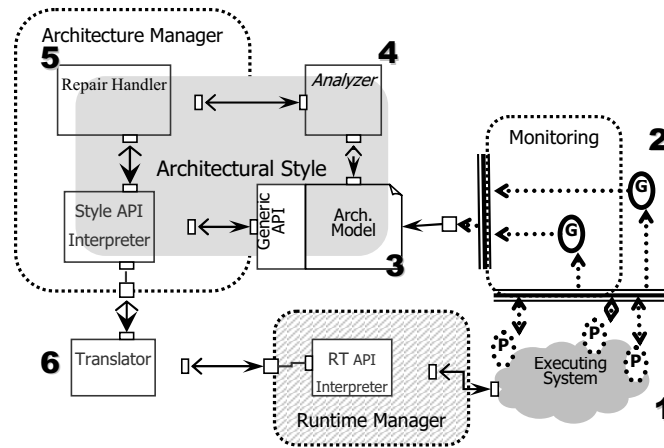 Architecture Manager
5
4
Repair Handler
Analyzer
Monitoring
2
G
Architectural Style
Style API
Interpreter
Generic
API
Arch.
Model
G
3
6
Translator
RT API
Interpreter
Runtime Manager
P
P
P
Executing
System
1